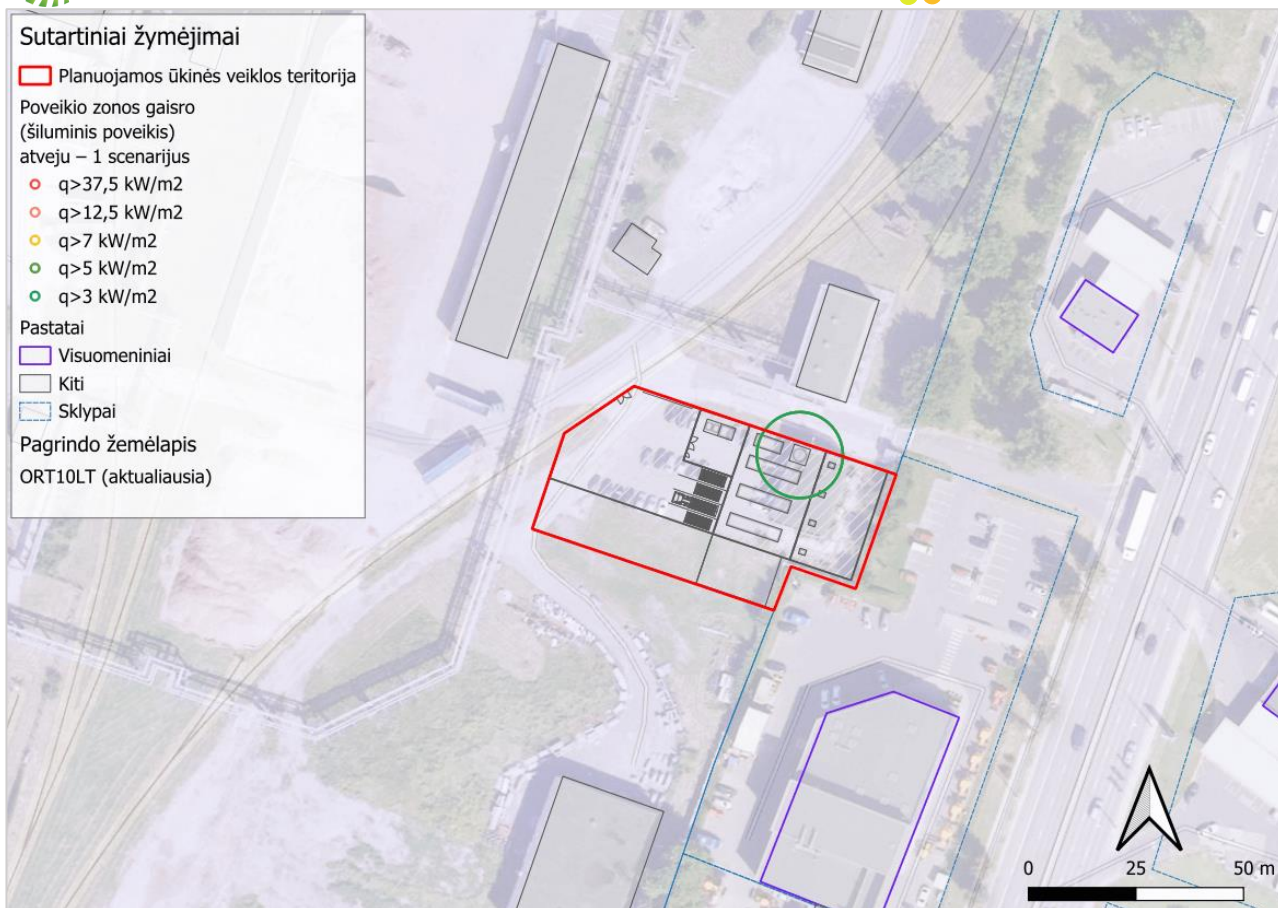 Sutartiniai žymėjimai
Planuojamos ūkinės veiklos teritorija
Poveikio zonos gaisro
(šiluminis poveikis)
atveju – 1 scenarijus
q>37,5 kW/m2
q>12,5 kW/m2
q>7 kW/m2
q>5 kW/m2
q>3 kW/m2
Pastatai
Visuomeniniai
Kiti
Sklypai
Pagrindo žemėlapis
ORT10LT (aktualiausia)
0 25 50 m